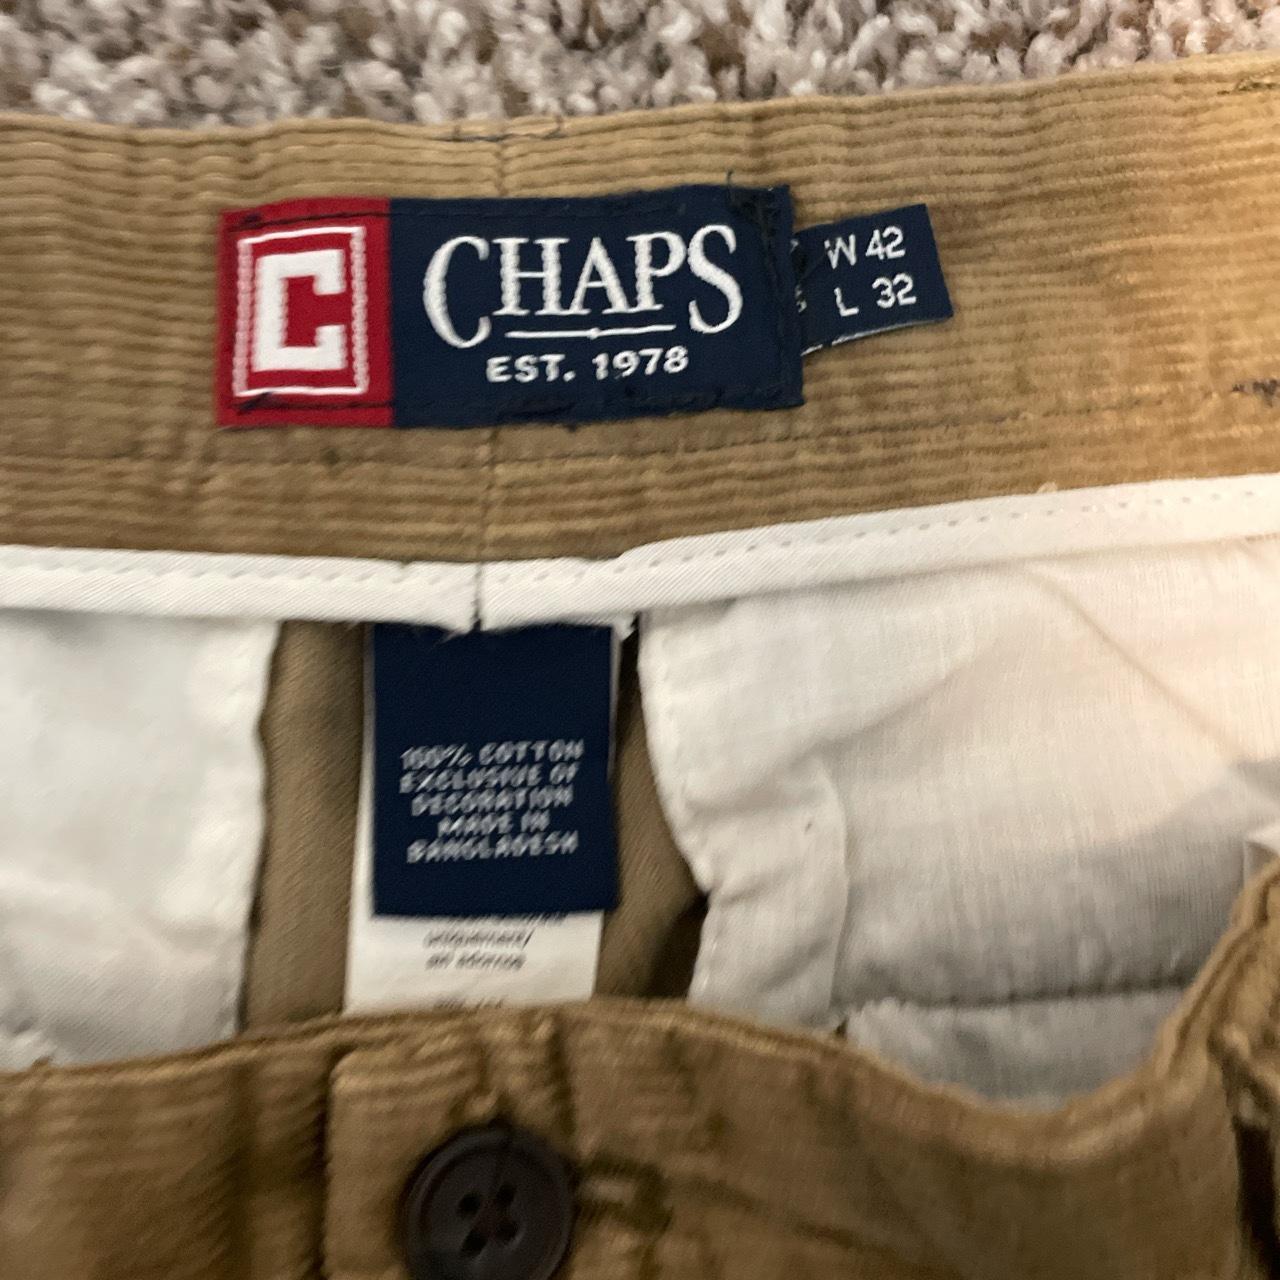 C
CHAPS
EST. 1978
W 42
L 32
100% COTTON
EXCLUSIVE OF
DECORATION
MADE IN
BANGLADESH